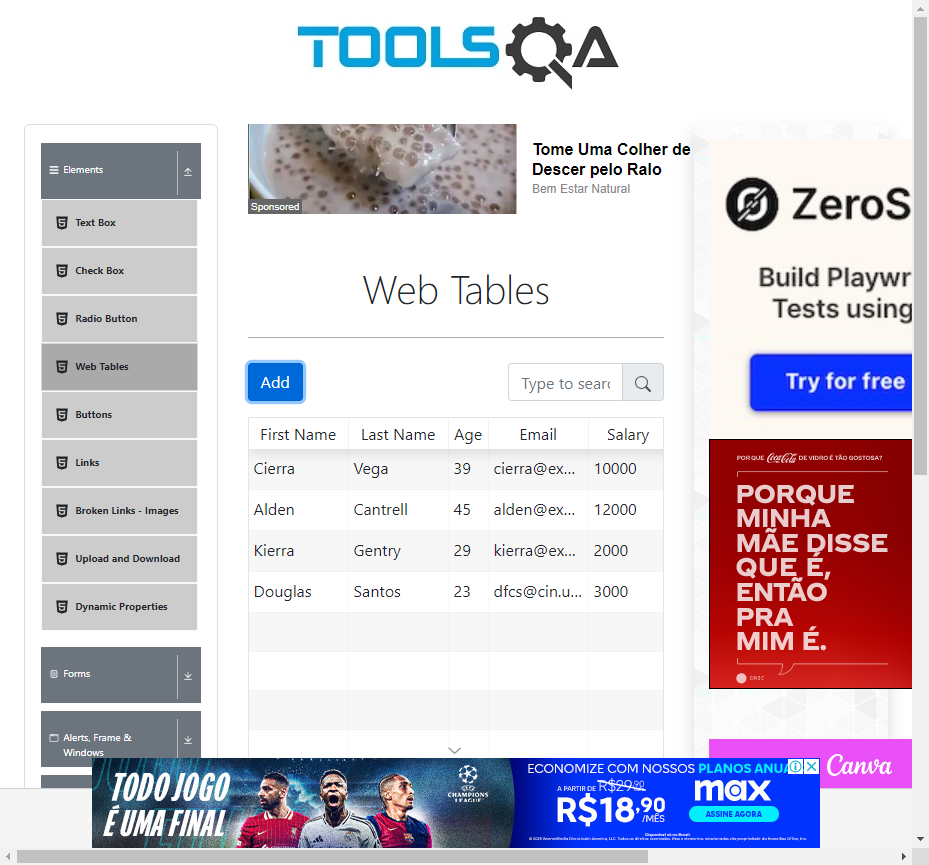 TOOLSQA
Elements
Text Box
Check Box
Radio Button
Web Tables
Buttons
Links
Broken Links - Images
Upload and Download
Dynamic Properties
Forms
Alerts, Frame &
Windows
Sponsored
Tome Uma Colher de
Descer pelo Ralo
Bem Estar Natural
Web Tables
Add
Type to searc
First Name Last Name Age Email Salary
Cierra Vega 39 cierra@ex... 10000
Alden Cantrell 45 alden@ex... 12000
Kierra Gentry 29 kierra@ex... 2000
Douglas Santos 23 dfcs@cin.u... 3000
ZeroS
Build Playwr
Tests using
Try for free
POR QUE Coca-Cola DE VIDRO É TÃO GOSTOSA?
PORQUE
MINHA
MÃE DISSE
QUE É,
ENTÃO
PRA
MIM É.
Canva
TODO JOGO
É UMA FINAL
CHAMPIONS
LEAGUE
ECONOMIZE COM NOSSOS PLANOS ANUA
A PARTIR DE R$29,90
R$18,90
/MÊS
max
ASSINE AGORA